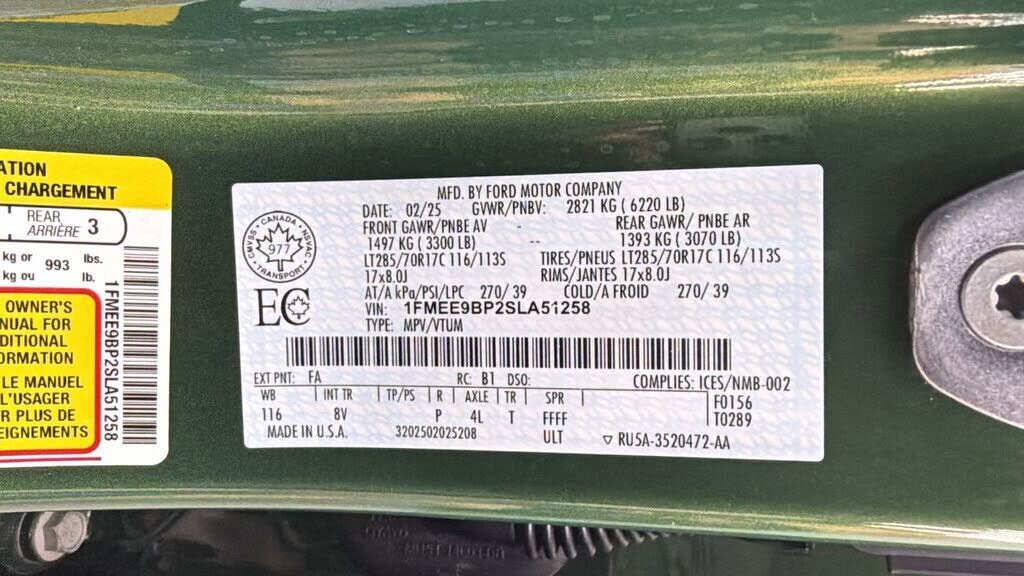 ATION
CHARGEMENT
REAR
ARRIÈRE 3
kg or 993 lbs.
kg ou lb.
OWNER'S
NUAL FOR
DITIONAL
ORMATION
LE MANUEL
L'USAGER
R PLUS DE
EIGNEMENTS
1FMEE9BP2SLA51258
MFD. BY FORD MOTOR COMPANY
DATE: 02/25 GVWR/PNBV: 2821 KG ( 6220 LB)
FRONT GAWR/PNBE AV REAR GAWR/ PNBE AR
1497 KG ( 3300 LB) -- 1393 KG ( 3070 LB)
LT285/70R17C 116/113S TIRES/PNEUS LT285/70R17C 116/113S
17x8.0J RIMS/JANTES 17x8.0J
AT/A kPa/PSI/LPC 270/ 39 COLD/A FROID 270/ 39
VIN: 1FMEE9BP2SLA51258
TYPE: MPV/VTUM
CANADA
CMVSS NSVAC
977
TRANSPORT
EC
EXT PNT: FA RC: B1 DSO: COMPLIES: ICES/NMB-002
WB INT TR TP/PS R AXLE TR SPR F0156
116 8V P 4L T FFFF T0289
MADE IN U.S.A. 3202502025208 ULT ▽ RU5A-3520472-AA